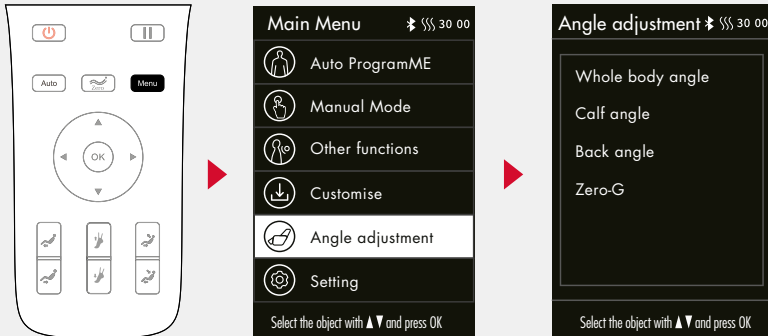 Auto
Zero
Menu
OK
Main Menu 30 00
Auto ProgramME
Manual Mode
Other functions
Customise
Angle adjustment
Setting
Select the object with ▲▼ and press OK
Angle adjustment 30 00
Whole body angle
Calf angle
Back angle
Zero-G
Select the object with ▲▼ and press OK